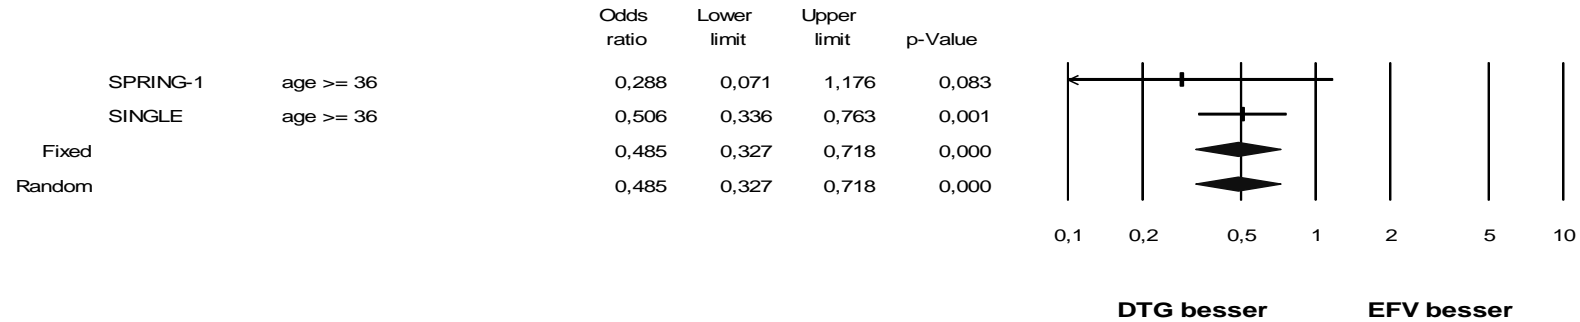 Odds Lower Upper
ratio limit limit p-Value
SPRING-1 age >= 36 0,288 0,071 1,176 0,083
SINGLE age >= 36 0,506 0,336 0,763 0,001
Fixed 0,485 0,327 0,718 0,000
Random 0,485 0,327 0,718 0,000
0,1 0,2 0,5 1 2 5 10
DTG besser EFV besser